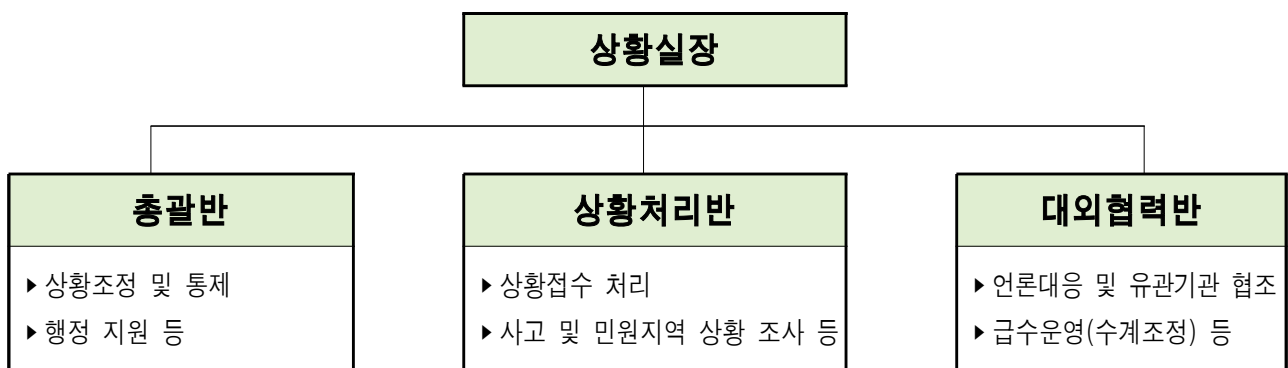 상황실장
총괄반
▸상황조정 및 통제
▸행정 지원 등
상황처리반
▸상황접수 처리
▸사고 및 민원지역 상황 조사 등
대외협력반
▸언론대응 및 유관기관 협조
▸급수운영(수계조정) 등